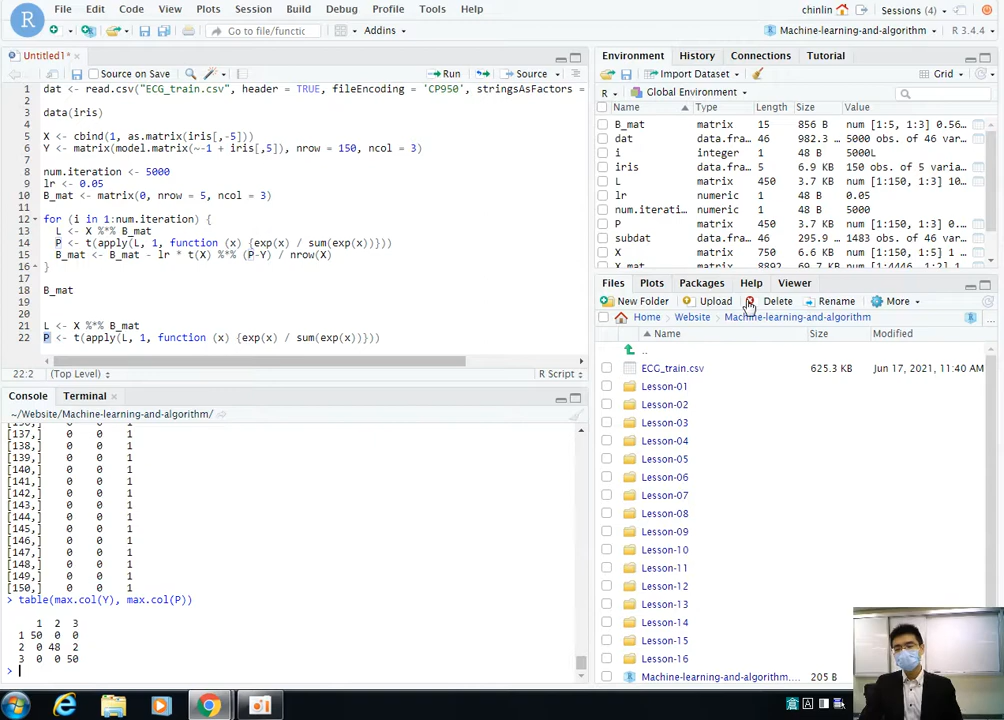 File Edit Code View Plots Session Build Debug Profile Tools Help
chinlin Sessions (4)
Go to file/functic Addins
Machine-learning-and-algorithm R 3.4.4
Untitled1*
Source on Save Run Source
1 dat <- read.csv("ECG_train.csv", header = TRUE, fileEncoding = 'CP950', stringsAsFactors =
2
3 data(iris)
4
5 X <- cbind(1, as.matrix(iris[,-5]))
6 Y <- matrix(model.matrix(~-1 + iris[,5]), nrow = 150, ncol = 3)
7
8 num.iteration <- 5000
9 lr <- 0.05
10 B_mat <- matrix(0, nrow = 5, ncol = 3)
11
12 for (i in 1:num.iteration) {
13 L <- X %*% B_mat
14 P <- t(apply(L, 1, function (x) {exp(x) / sum(exp(x))}))
15 B_mat <- B_mat - lr * t(X) %*% (P-Y) / nrow(X)
16 }
17
18 B_mat
19
20
21 L <- X %*% B_mat
22 P <- t(apply(L, 1, function (x) {exp(x) / sum(exp(x))}))
22:2 (Top Level) R Script
Console Terminal
~/Website/Machine-learning-and-algorithm/
[137,] 0 0 1
[138,] 0 0 1
[139,] 0 0 1
[140,] 0 0 1
[141,] 0 0 1
[142,] 0 0 1
[143,] 0 0 1
[144,] 0 0 1
[145,] 0 0 1
[146,] 0 0 1
[147,] 0 0 1
[148,] 0 0 1
[149,] 0 0 1
[150,] 0 0 1
> table(max.col(Y), max.col(P))
1 2 3
1 50 0 0
2 0 48 2
3 0 0 50
>
Environment History Connections Tutorial
Import Dataset Grid
R Global Environment
Name Type Length Size Value
B_mat matrix 15 856 B num [1:5, 1:3] 0.56…
dat data.fra… 46 982.3 … 5000 obs. of 46 var…
i integer 1 48 B 5000L
iris data.fra… 5 6.9 KB 150 obs. of 5 varia…
L matrix 450 3.7 KB num [1:150, 1:3] 10…
lr numeric 1 48 B 0.05
num.iterati… numeric 1 48 B 5000
P matrix 450 3.7 KB num [1:150, 1:3] 0.…
subdat data.fra… 46 295.9 … 1483 obs. of 46 var…
X matrix 750 6.6 KB num [1:150, 1:5] 1 …
X_mat matrix 8892 69.7 KB num [1:4446, 1:2] 1
Files Plots Packages Help Viewer
New Folder Upload Delete Rename More
Home Website Machine-learning-and-algorithm
Name Size Modified
..
ECG_train.csv 625.3 KB Jun 17, 2021, 11:40 AM
Lesson-01
Lesson-02
Lesson-03
Lesson-04
Lesson-05
Lesson-06
Lesson-07
Lesson-08
Lesson-09
Lesson-10
Lesson-11
Lesson-12
Lesson-13
Lesson-14
Lesson-15
Lesson-16
Machine-learning-and-algorithm.… 205 B